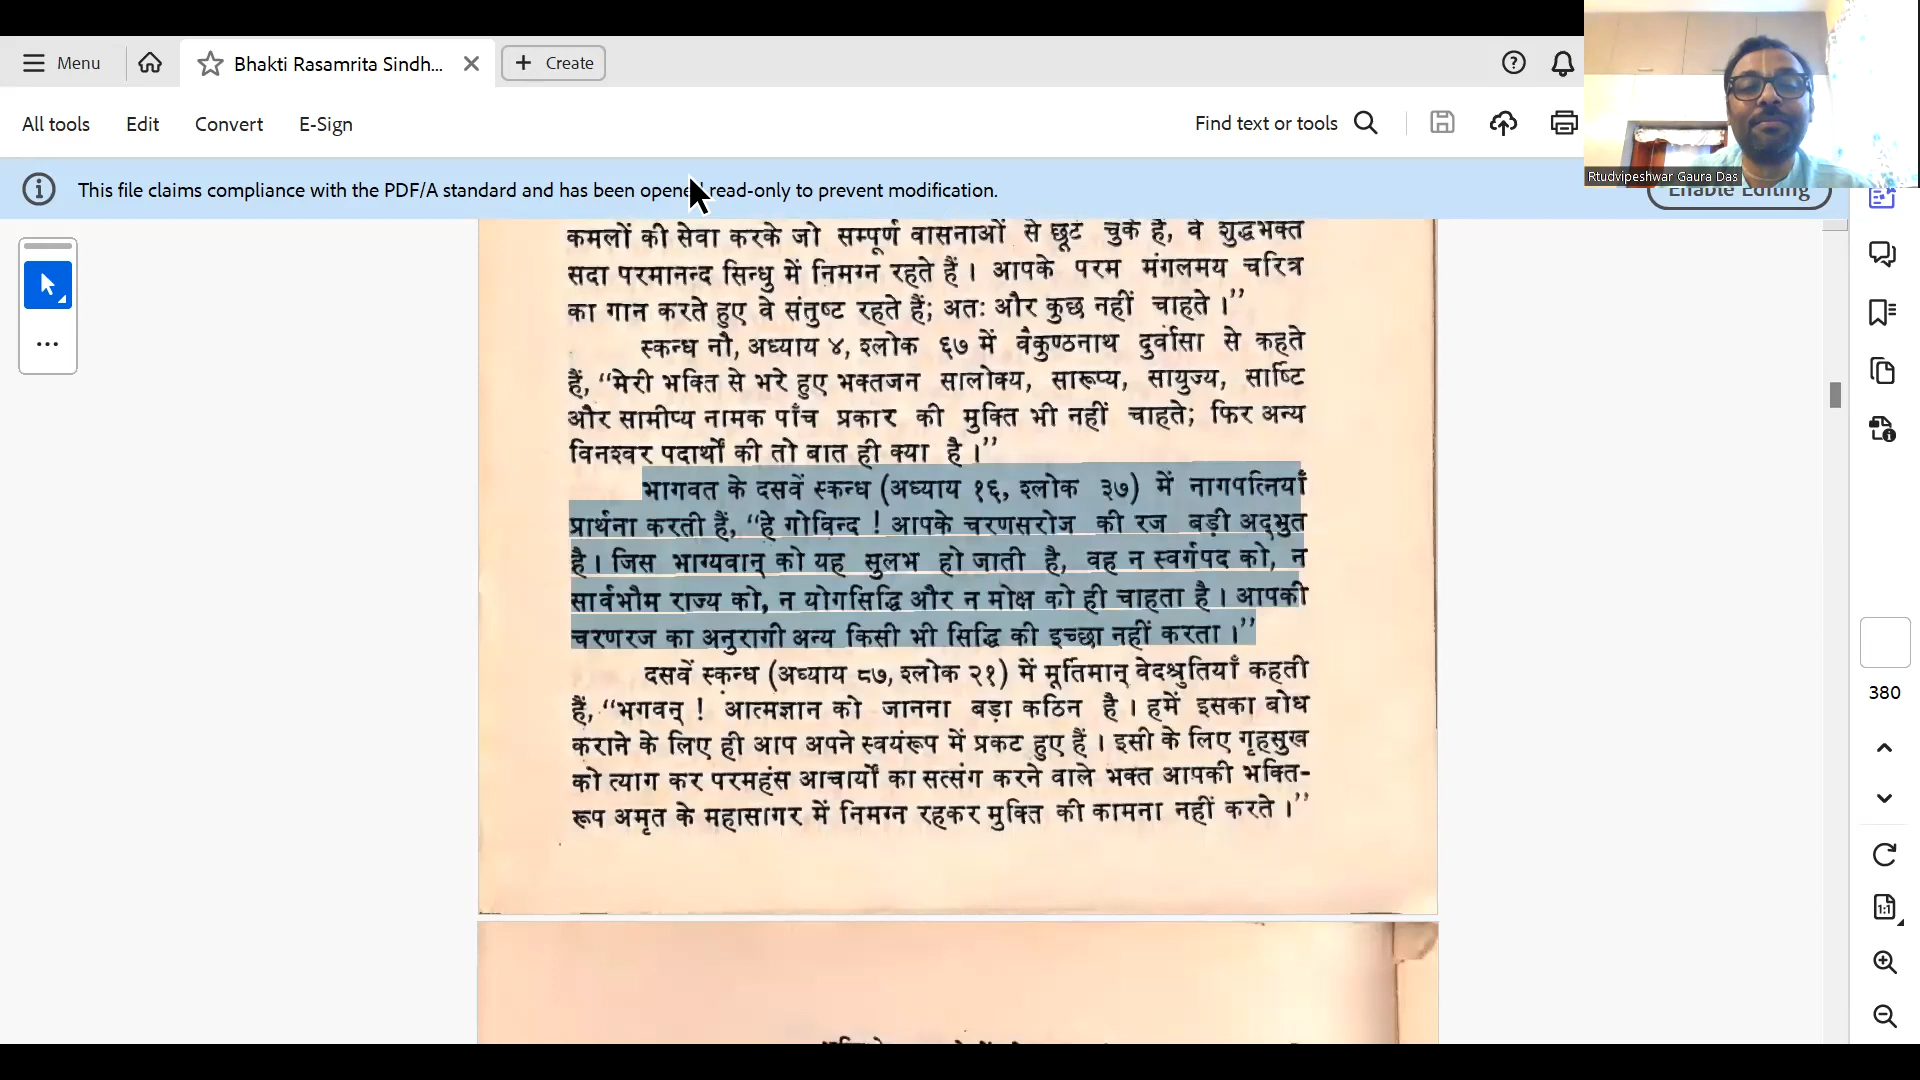 Menu
Bhakti Rasamrita Sindh...
Create
All tools
Edit
Convert
E-Sign
Find text or tools
This file claims compliance with the PDF/A standard and has been opened read-only to prevent modification.
Enable Editing
Rtudvipeshwar Gaura Das
कमलों की सेवा करके जो सम्पूर्ण वासनाओं से छूट चुके हैं, वे शुद्धभक्त
सदा परमानन्द सिन्धु में निमग्न रहते हैं । आपके परम मंगलमय चरित्र
का गान करते हुए वे संतुष्ट रहते हैं; अतः और कुछ नहीं चाहते ।’’
स्कन्ध नौ, अध्याय ४, श्लोक ६७ में वैकुण्ठनाथ दुर्वासा से कहते
हैं, ‘‘मेरी भक्ति से भरे हुए भक्तजन सालोक्य, सारूप्य, सायुज्य, सार्ष्टि
और सामीप्य नामक पाँच प्रकार की मुक्ति भी नहीं चाहते; फिर अन्य
विनश्वर पदार्थों की तो बात ही क्या है ।’’
भागवत के दसवें स्कन्ध (अध्याय १६, श्लोक ३७) में नागपत्नियाँ
प्रार्थना करती हैं, ‘‘हे गोविन्द ! आपके चरणसरोज की रज बड़ी अद्भुत
है । जिस भाग्यवान् को यह सुलभ हो जाती है, वह न स्वर्गपद को, न
सार्वभौम राज्य को, न योगसिद्धि और न मोक्ष को ही चाहता है । आपकी
चरणरज का अनुरागी अन्य किसी भी सिद्धि की इच्छा नहीं करता ।’’
दसवें स्कन्ध (अध्याय ८७, श्लोक २१) में मूर्तिमान् वेदश्रुतियाँ कहती
हैं, ‘‘भगवन् ! आत्मज्ञान को जानना बड़ा कठिन है । हमें इसका बोध
कराने के लिए ही आप अपने स्वयंरूप में प्रकट हुए हैं । इसी के लिए गृहसुख
को त्याग कर परमहंस आचार्यों का सत्संग करने वाले भक्त आपकी भक्ति-
रूप अमृत के महासागर में निमग्न रहकर मुक्ति की कामना नहीं करते ।’’
380
1:1